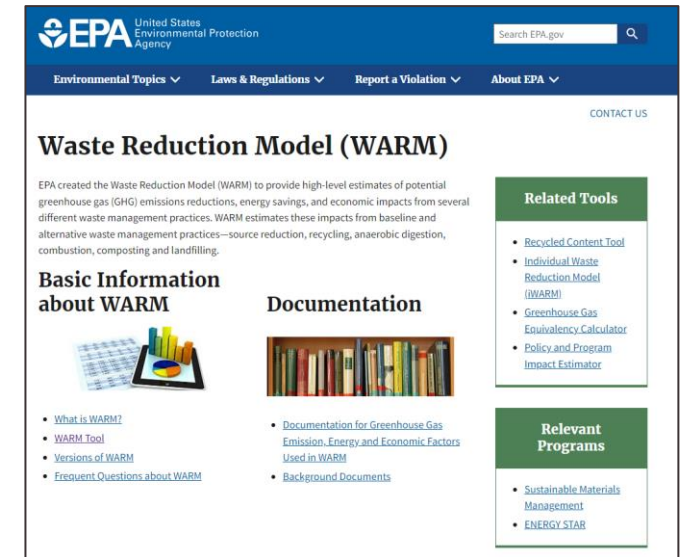 EPA
United States
Environmental Protection
Agency
Search EPA.gov
Environmental Topics
Laws & Regulations
Report a Violation
About EPA
CONTACT US
Waste Reduction Model (WARM)
EPA created the Waste Reduction Model (WARM) to provide high-level estimates of potential
greenhouse gas (GHG) emissions reductions, energy savings, and economic impacts from several
different waste management practices. WARM estimates these impacts from baseline and
alternative waste management practices—source reduction, recycling, anaerobic digestion,
combustion, composting and landfilling.
Basic Information
about WARM
• What is WARM?
• WARM Tool
• Versions of WARM
• Frequent Questions about WARM
Documentation
• Documentation for Greenhouse Gas
Emission, Energy and Economic Factors
Used in WARM
• Background Documents
Related Tools
• Recycled Content Tool
• Individual Waste
Reduction Model
(iWARM)
• Greenhouse Gas
Equivalency Calculator
• Policy and Program
Impact Estimator
Relevant
Programs
• Sustainable Materials
Management
• ENERGY STAR